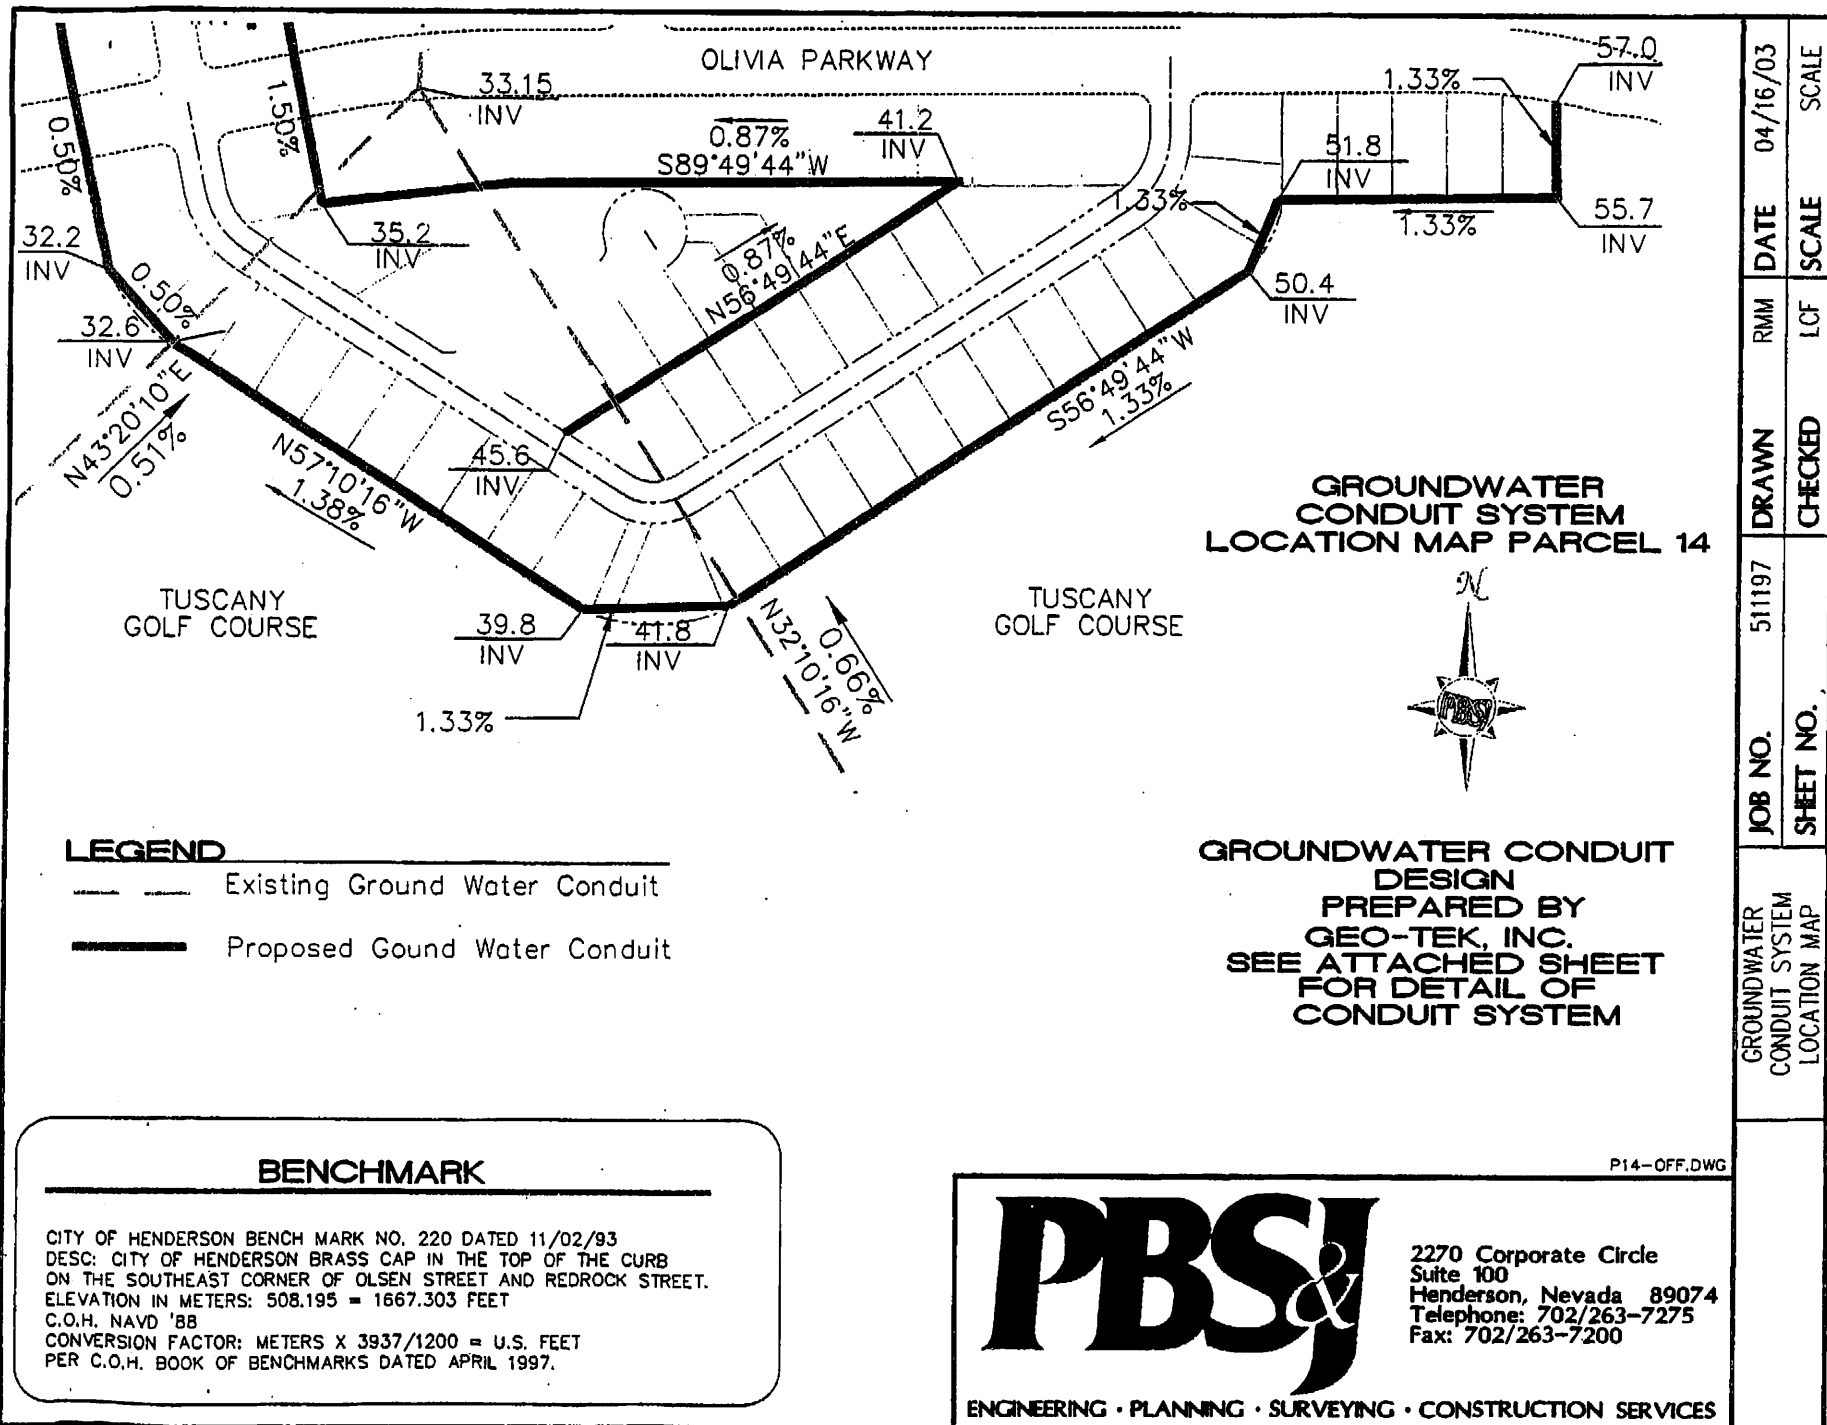 OLIVIA PARKWAY
57.0
INV
1.33%
33.15
INV
1.50%
0.50%
0.87%
S89°49'44"W
41.2
INV
51.8
INV
1.33%
1.33%
55.7
INV
32.2
INV
35.2
INV
0.87%
N56°49'44"E
0.50%
32.6
INV
50.4
INV
N43°20'10"E
0.51%
N57°10'16"W
1.38%
45.6
INV
S56°49'44"W
1.33%
GROUNDWATER
CONDUIT SYSTEM
LOCATION MAP PARCEL 14
N
PBSJ
TUSCANY
GOLF COURSE
39.8
INV
41.8
INV
1.33%
N32°10'16"W
0.66%
TUSCANY
GOLF COURSE
LEGEND
Existing Ground Water Conduit
Proposed Gound Water Conduit
GROUNDWATER CONDUIT
DESIGN
PREPARED BY
GEO-TEK, INC.
SEE ATTACHED SHEET
FOR DETAIL OF
CONDUIT SYSTEM
BENCHMARK
CITY OF HENDERSON BENCH MARK NO. 220 DATED 11/02/93
DESC: CITY OF HENDERSON BRASS CAP IN THE TOP OF THE CURB
ON THE SOUTHEAST CORNER OF OLSEN STREET AND REDROCK STREET.
ELEVATION IN METERS: 508.195 = 1667.303 FEET
C.O.H. NAVD '88
CONVERSION FACTOR: METERS X 3937/1200 = U.S. FEET
PER C.O.H. BOOK OF BENCHMARKS DATED APRIL 1997.
P14-OFF.DWG
PBS&J
2270 Corporate Circle
Suite 100
Henderson, Nevada 89074
Telephone: 702/263-7275
Fax: 702/263-7200
ENGINEERING · PLANNING · SURVEYING · CONSTRUCTION SERVICES
GROUNDWATER
CONDUIT SYSTEM
LOCATION MAP
JOB NO. 511197
SHEET NO.
DRAWN RMM
CHECKED LCF
DATE 04/16/03
SCALE SCALE